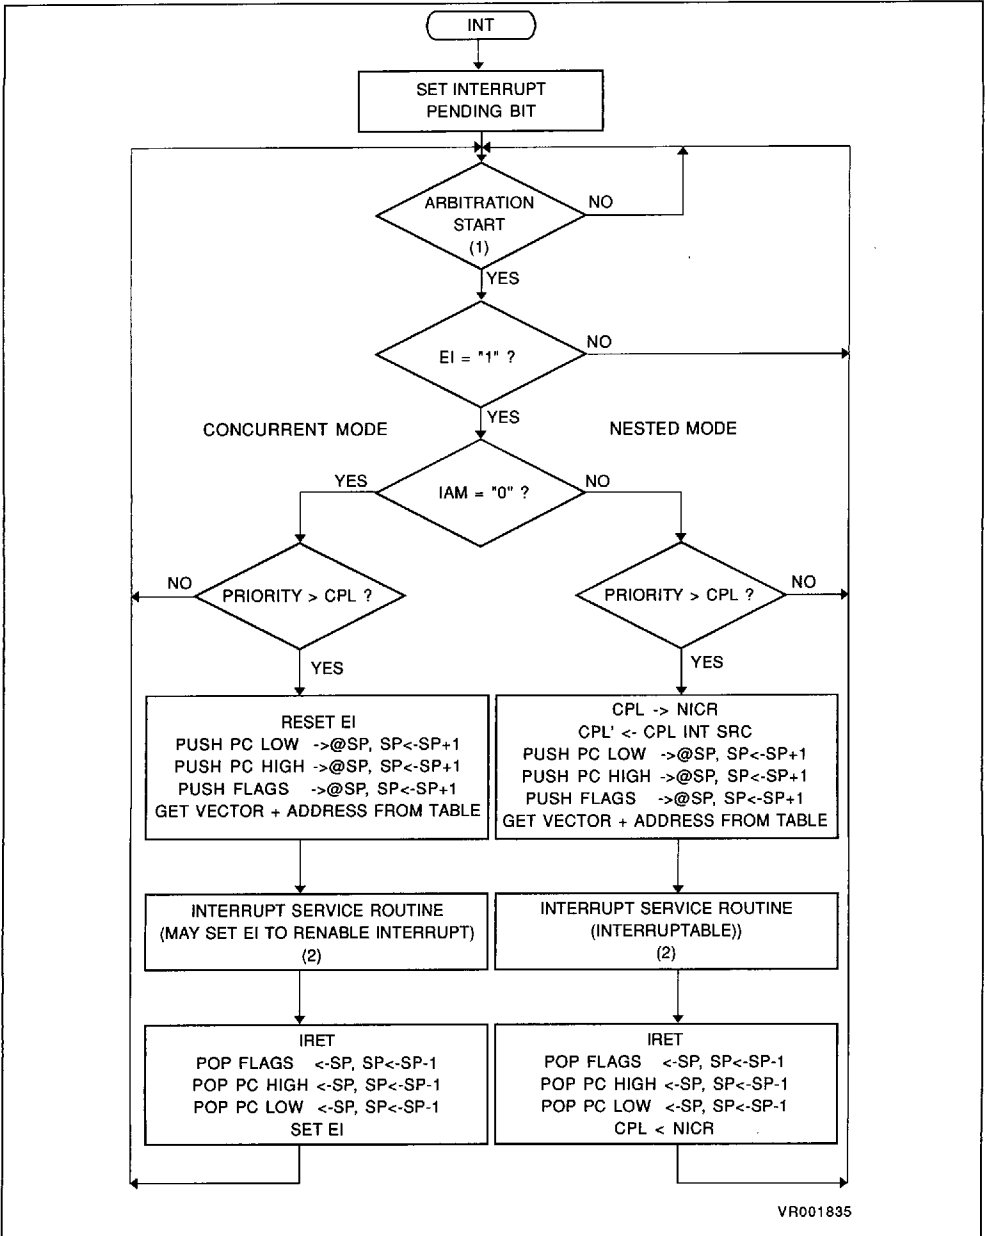 INT
SET INTERRUPT
PENDING BIT
ARBITRATION
START
(1)
NO
YES
EI = "1" ?
NO
YES
CONCURRENT MODE
NESTED MODE
YES
IAM = "0" ?
NO
NO
PRIORITY > CPL ?
YES
PRIORITY > CPL ?
NO
YES
RESET EI
PUSH PC LOW ->@SP, SP<-SP+1
PUSH PC HIGH ->@SP, SP<-SP+1
PUSH FLAGS ->@SP, SP<-SP+1
GET VECTOR + ADDRESS FROM TABLE
CPL -> NICR
CPL' <- CPL INT SRC
PUSH PC LOW ->@SP, SP<-SP+1
PUSH PC HIGH ->@SP, SP<-SP+1
PUSH FLAGS ->@SP, SP<-SP+1
GET VECTOR + ADDRESS FROM TABLE
INTERRUPT SERVICE ROUTINE
(MAY SET EI TO RENABLE INTERRUPT)
(2)
INTERRUPT SERVICE ROUTINE
(INTERRUPTABLE))
(2)
IRET
POP FLAGS <-SP, SP<-SP-1
POP PC HIGH <-SP, SP<-SP-1
POP PC LOW <-SP, SP<-SP-1
SET EI
IRET
POP FLAGS <-SP, SP<-SP-1
POP PC HIGH <-SP, SP<-SP-1
POP PC LOW <-SP, SP<-SP-1
CPL < NICR
VR001835